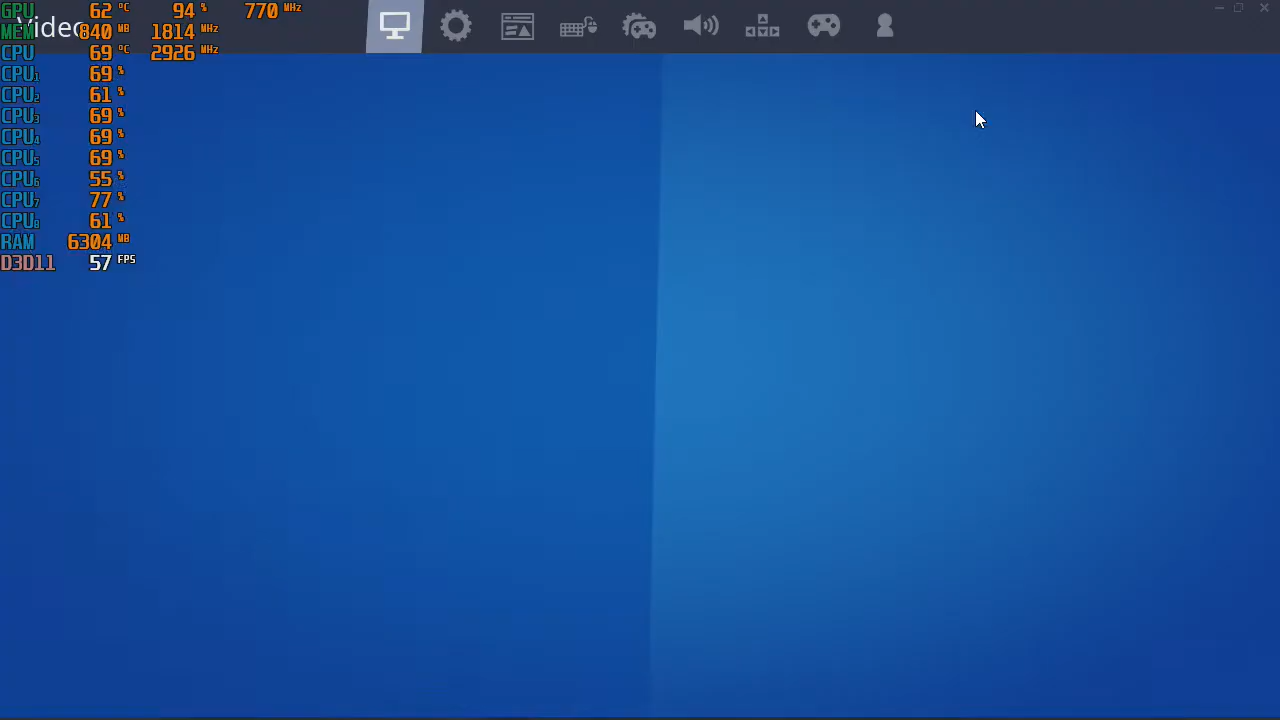 Video
GPU 62 °C 94 % 770 MHz
MEM 840 MB 1814 MHz
CPU 69 °C 2926 MHz
CPU1 69 %
CPU2 61 %
CPU3 69 %
CPU4 69 %
CPU5 69 %
CPU6 55 %
CPU7 77 %
CPU8 61 %
RAM 6304 MB
D3D11 57 FPS